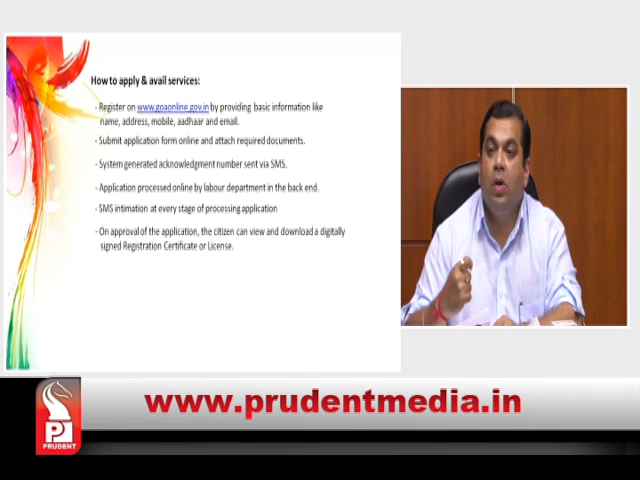 How to apply & avail services:
- Register on www.goaonline.gov.in by providing basic information like
name, address, mobile, aadhaar and email.
- Submit application form online and attach required documents.
- System generated acknowledgment number sent via SMS.
- Application processed online by labour department in the back end.
- SMS intimation at every stage of processing application
- On approval of the application, the citizen can view and download a digitally
signed Registration Certificate or License.
www.prudentmedia.in
P
PRUDENT